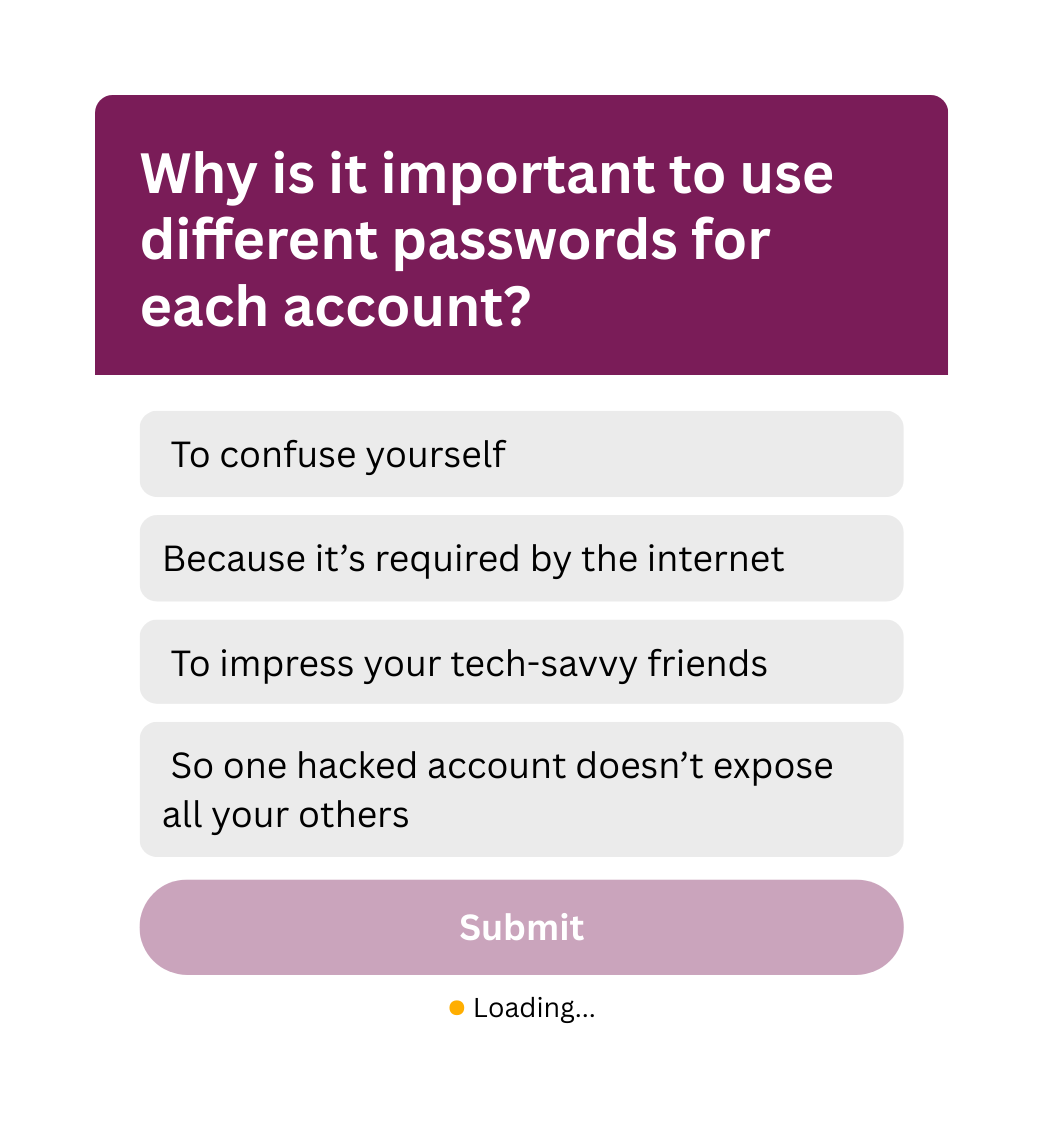 Why is it important to use
different passwords for
each account?
To confuse yourself
Because it’s required by the internet
To impress your tech-savvy friends
So one hacked account doesn’t expose
all your others
Submit
Loading...